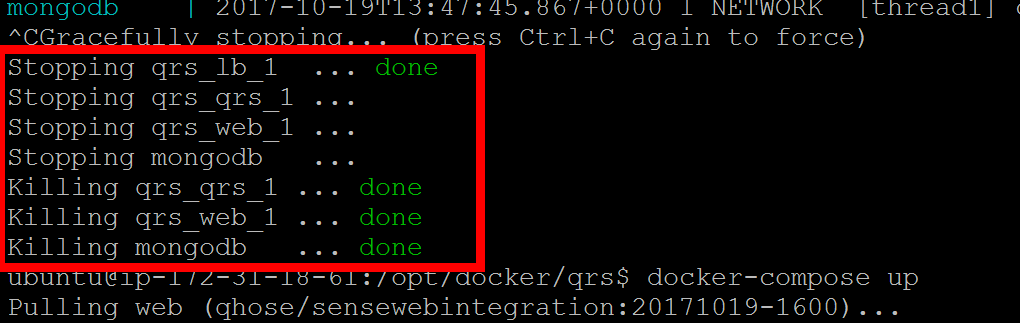 mongodb    | 2017-10-19T13:47:45.867+0000 I NETWORK  [thread1]
^CGracefully stopping... (press Ctrl+C again to force)
Stopping qrs_lb_1  ... done
Stopping qrs_qrs_1 ...
Stopping qrs_web_1 ...
Stopping mongodb   ...
Killing qrs_qrs_1 ... done
Killing qrs_web_1 ... done
Killing mongodb   ... done
ubuntu@ip-172-31-18-61:/opt/docker/qrs$ docker-compose up
Pulling web (qhose/sensewebintegration:20171019-1600)...